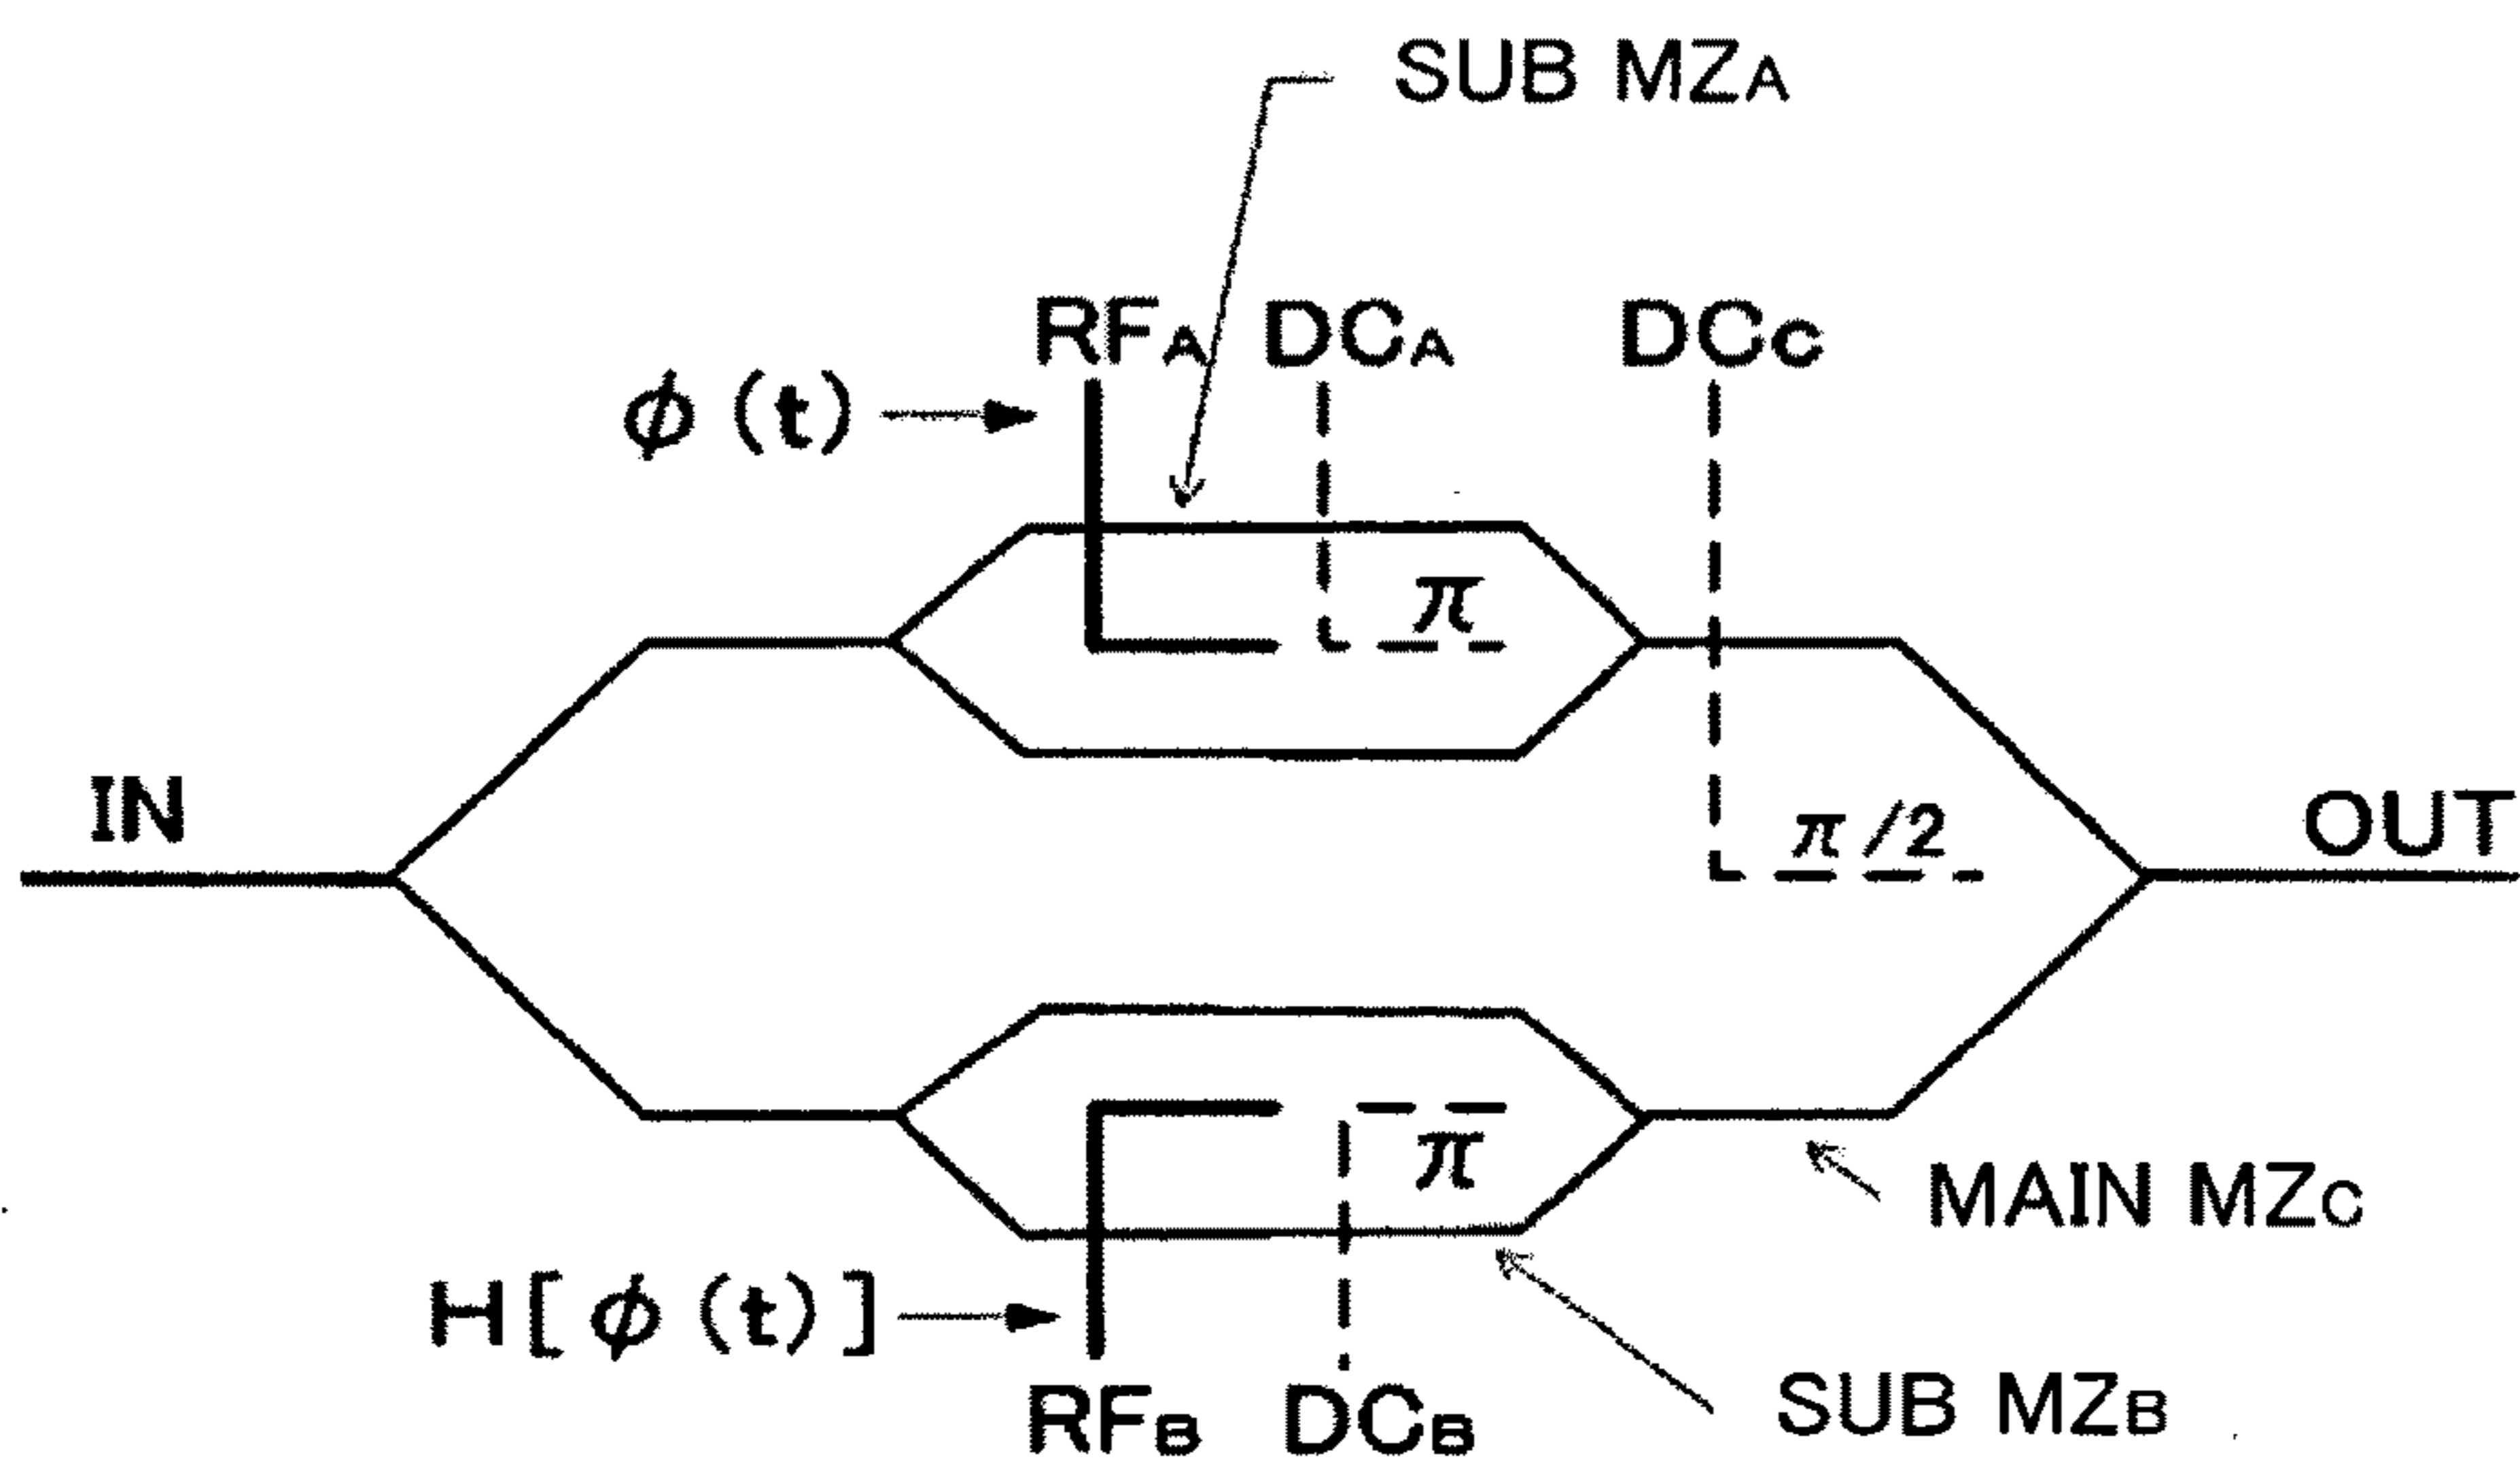 SUB MZA
RFA DCA DCC
φ(t)
π
IN
π/2
OUT
π
MAIN MZC
H[φ(t)]
SUB MZB
RFB DCB